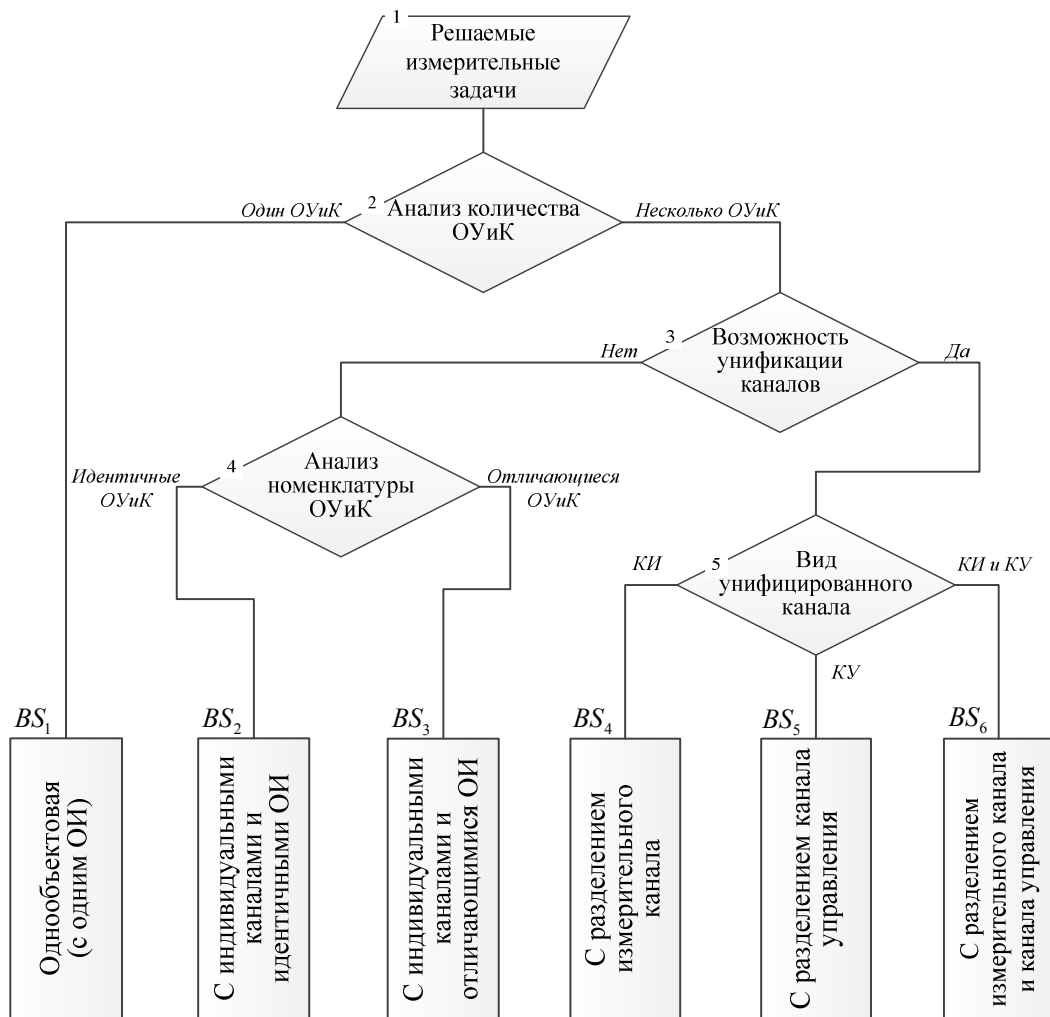 1
Решаемые
измерительные
задачи
Один ОУиК
2
Анализ количества
ОУиК
Несколько ОУиК
3
Возможность
унификации
каналов
Нет
Да
4
Анализ
номенклатуры
ОУиК
Идентичные
ОУиК
Отличающиеся
ОУиК
5
Вид
унифицированного
канала
КИ
КИ и КУ
КУ
BS₁
BS₂
BS₃
BS₄
BS₅
BS₆
Однообъектовая
(с одним ОИ)
С индивидуальными
каналами и
идентичными ОИ
С индивидуальными
каналами и
отличающимися ОИ
С разделением
измерительного
канала
С разделением канала
управления
С разделением
измерительного канала
и канала управления